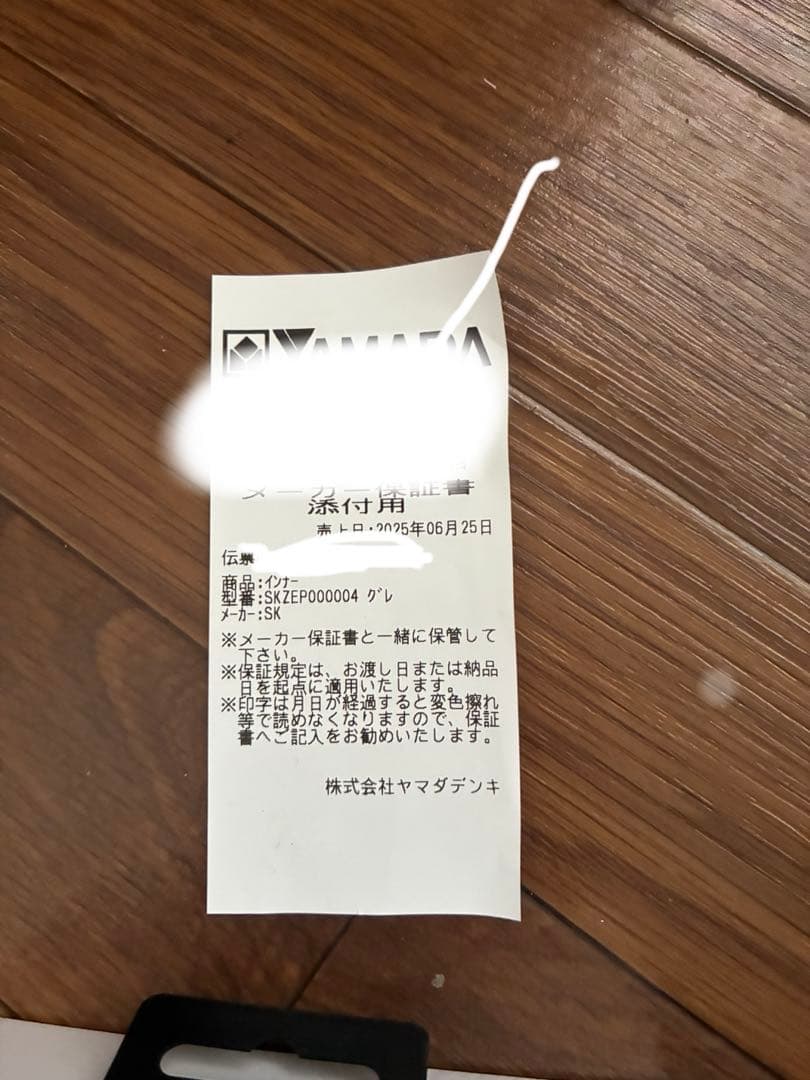 YAMADA
メーカー保証書
添付用
売上日:2025年06月25日
伝票
商品:ｲﾝﾅｰ
型番:SKZEP000004 ｸﾞﾚ
ﾒｰｶｰ:SK
※メーカー保証書と一緒に保管して
下さい。
※保証規定は、お渡し日または納品
日を起点に適用いたします。
※印字は月日が経過すると変色擦れ
等で読めなくなりますので、保証
書へご記入をお勧めいたします。
株式会社ヤマダデンキ